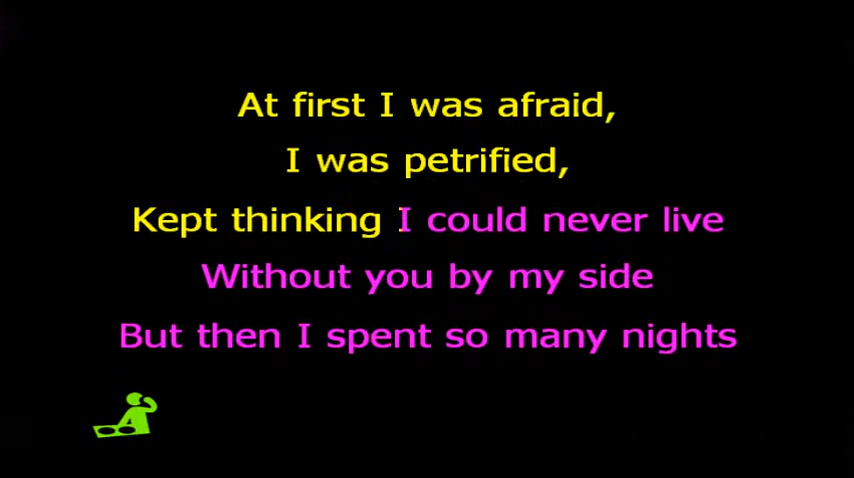 At first I was afraid,
I was petrified,
Kept thinking I could never live
Without you by my side
But then I spent so many nights